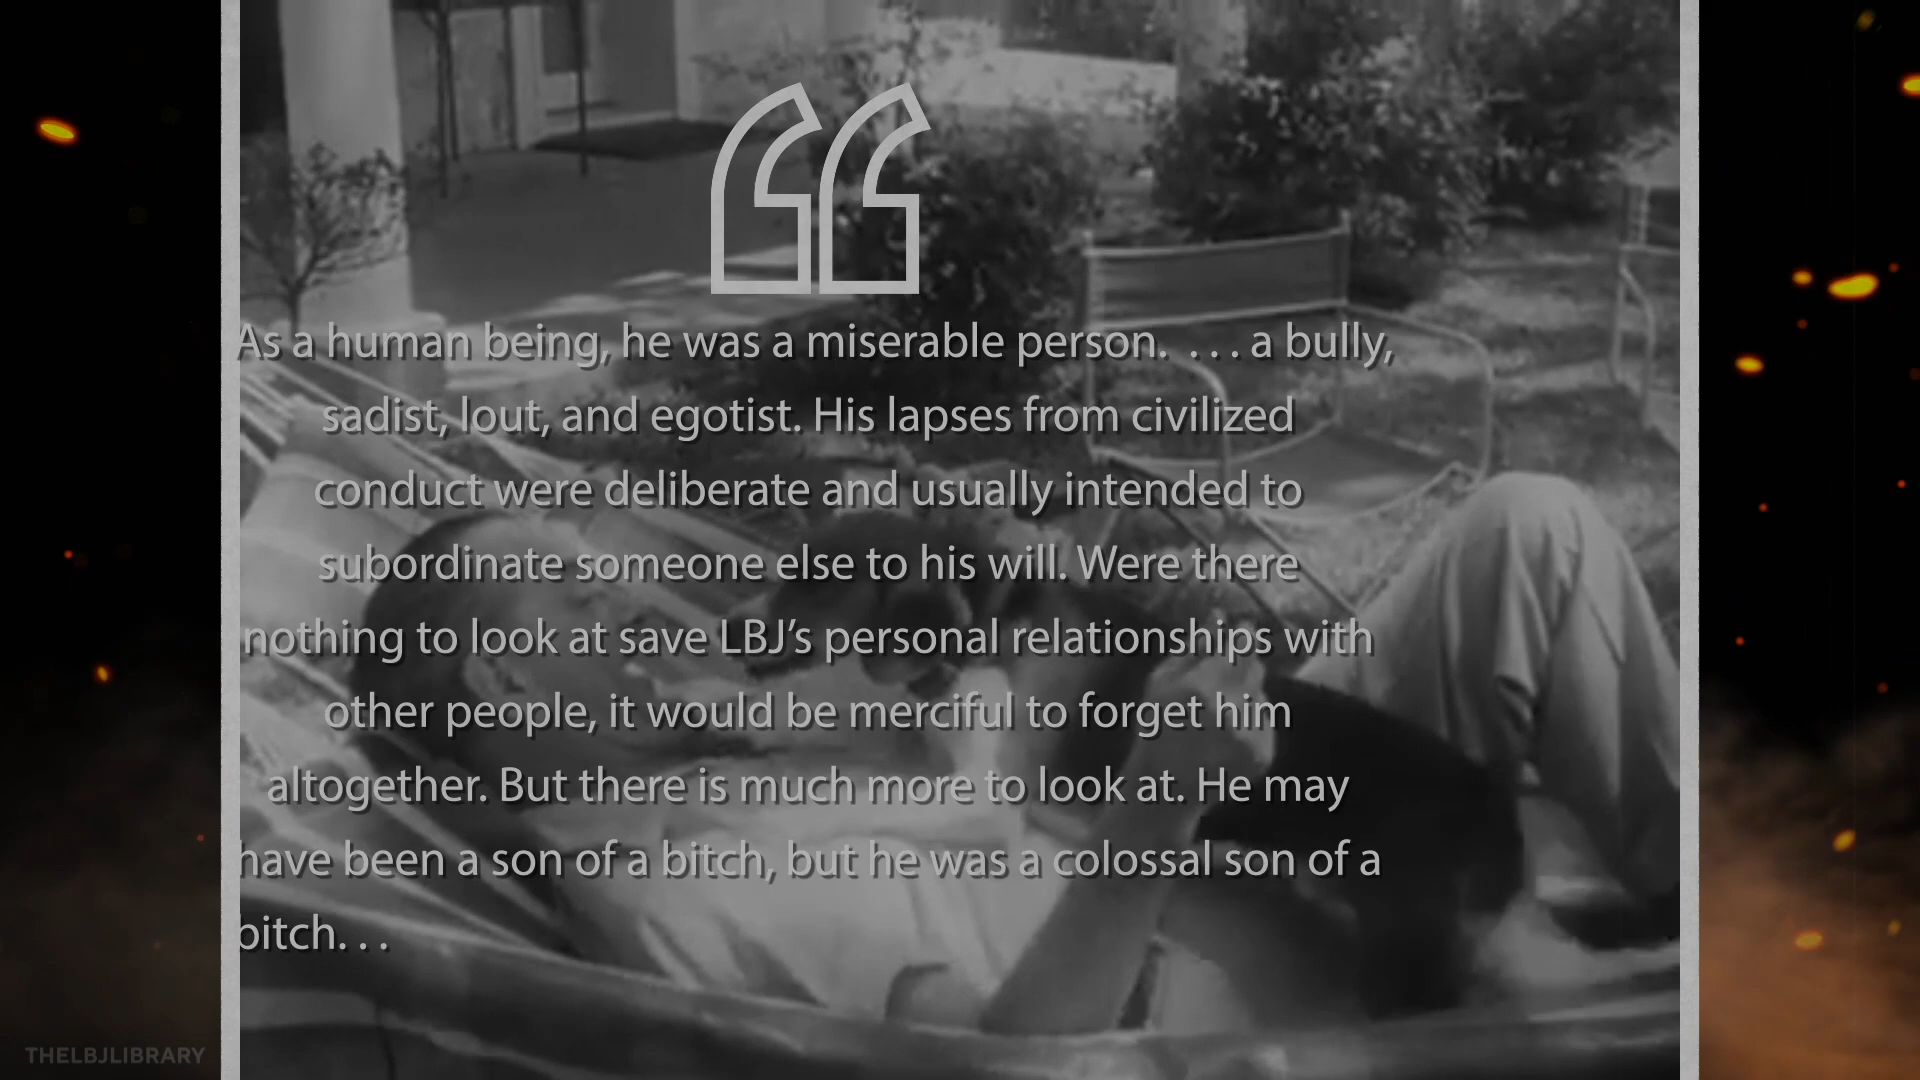 “
As a human being, he was a miserable person. . . . a bully,
sadist, lout, and egotist. His lapses from civilized
conduct were deliberate and usually intended to
subordinate someone else to his will. Were there
nothing to look at save LBJ’s personal relationships with
other people, it would be merciful to forget him
altogether. But there is much more to look at. He may
have been a son of a bitch, but he was a colossal son of a
bitch. . .
THELBJLIBRARY